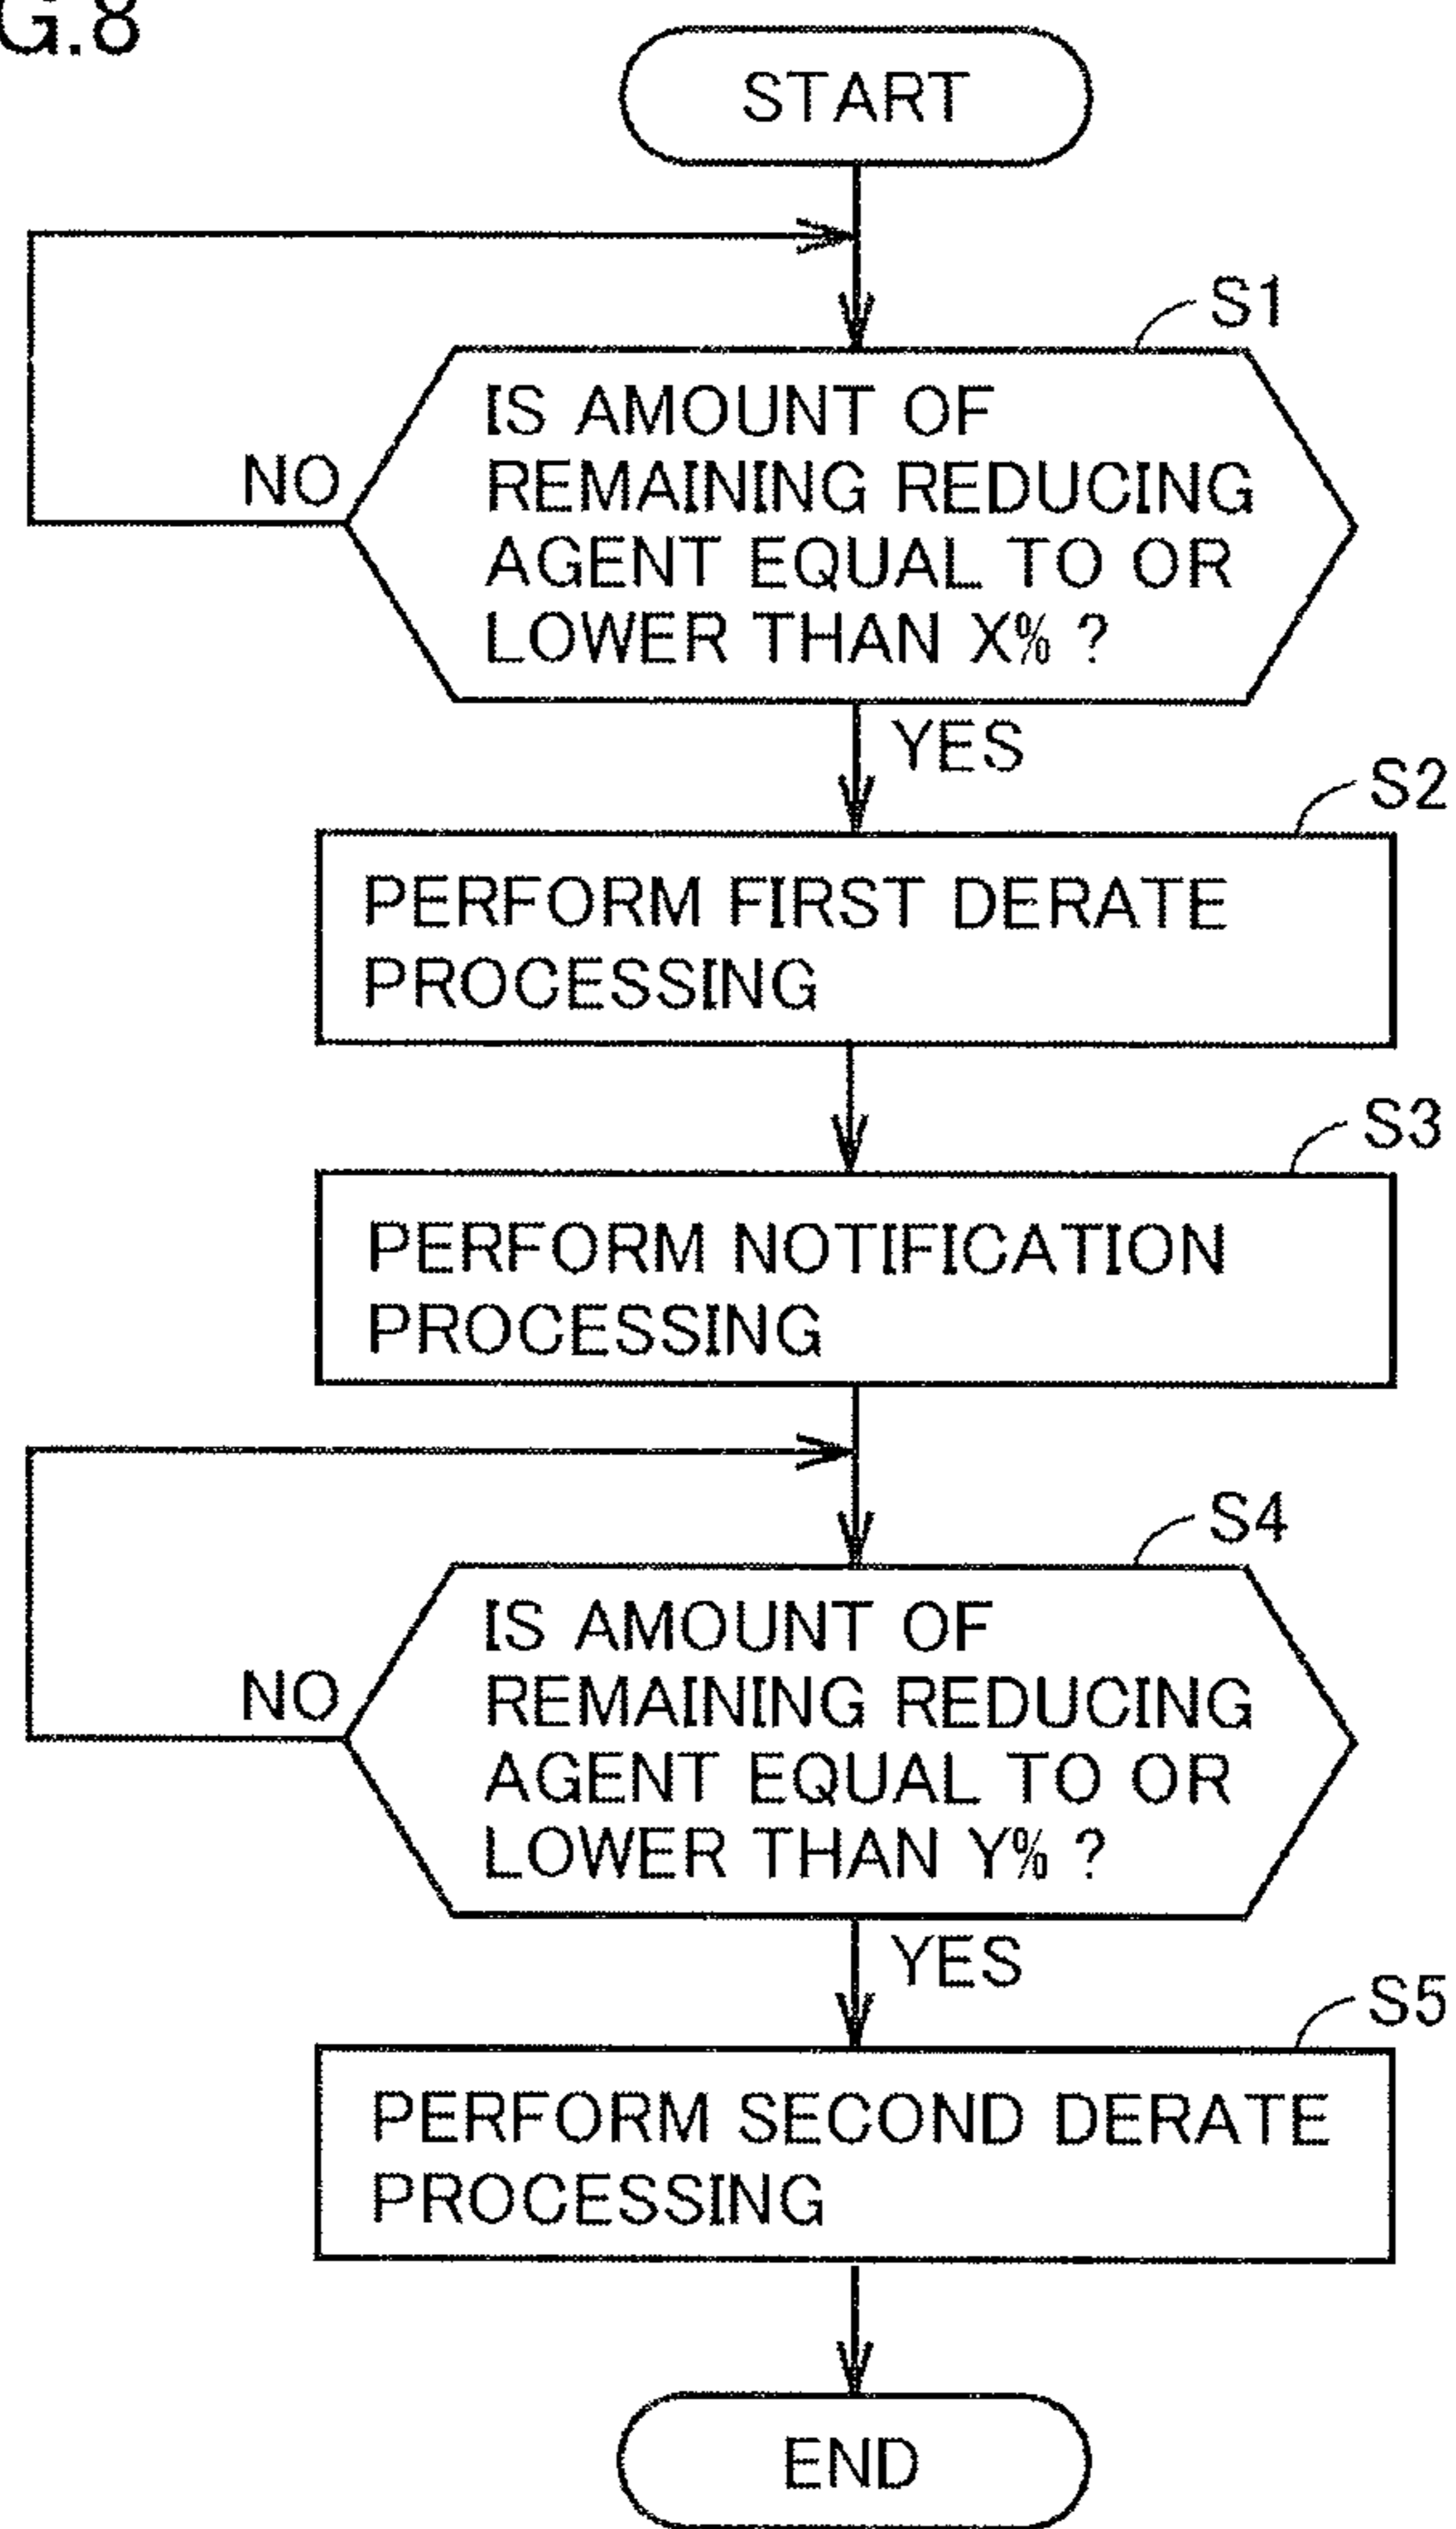 G.8
START
S1
IS AMOUNT OF
REMAINING REDUCING
AGENT EQUAL TO OR
LOWER THAN X% ?
NO
YES
S2
PERFORM FIRST DERATE
PROCESSING
S3
PERFORM NOTIFICATION
PROCESSING
S4
IS AMOUNT OF
REMAINING REDUCING
AGENT EQUAL TO OR
LOWER THAN Y% ?
NO
YES
S5
PERFORM SECOND DERATE
PROCESSING
END